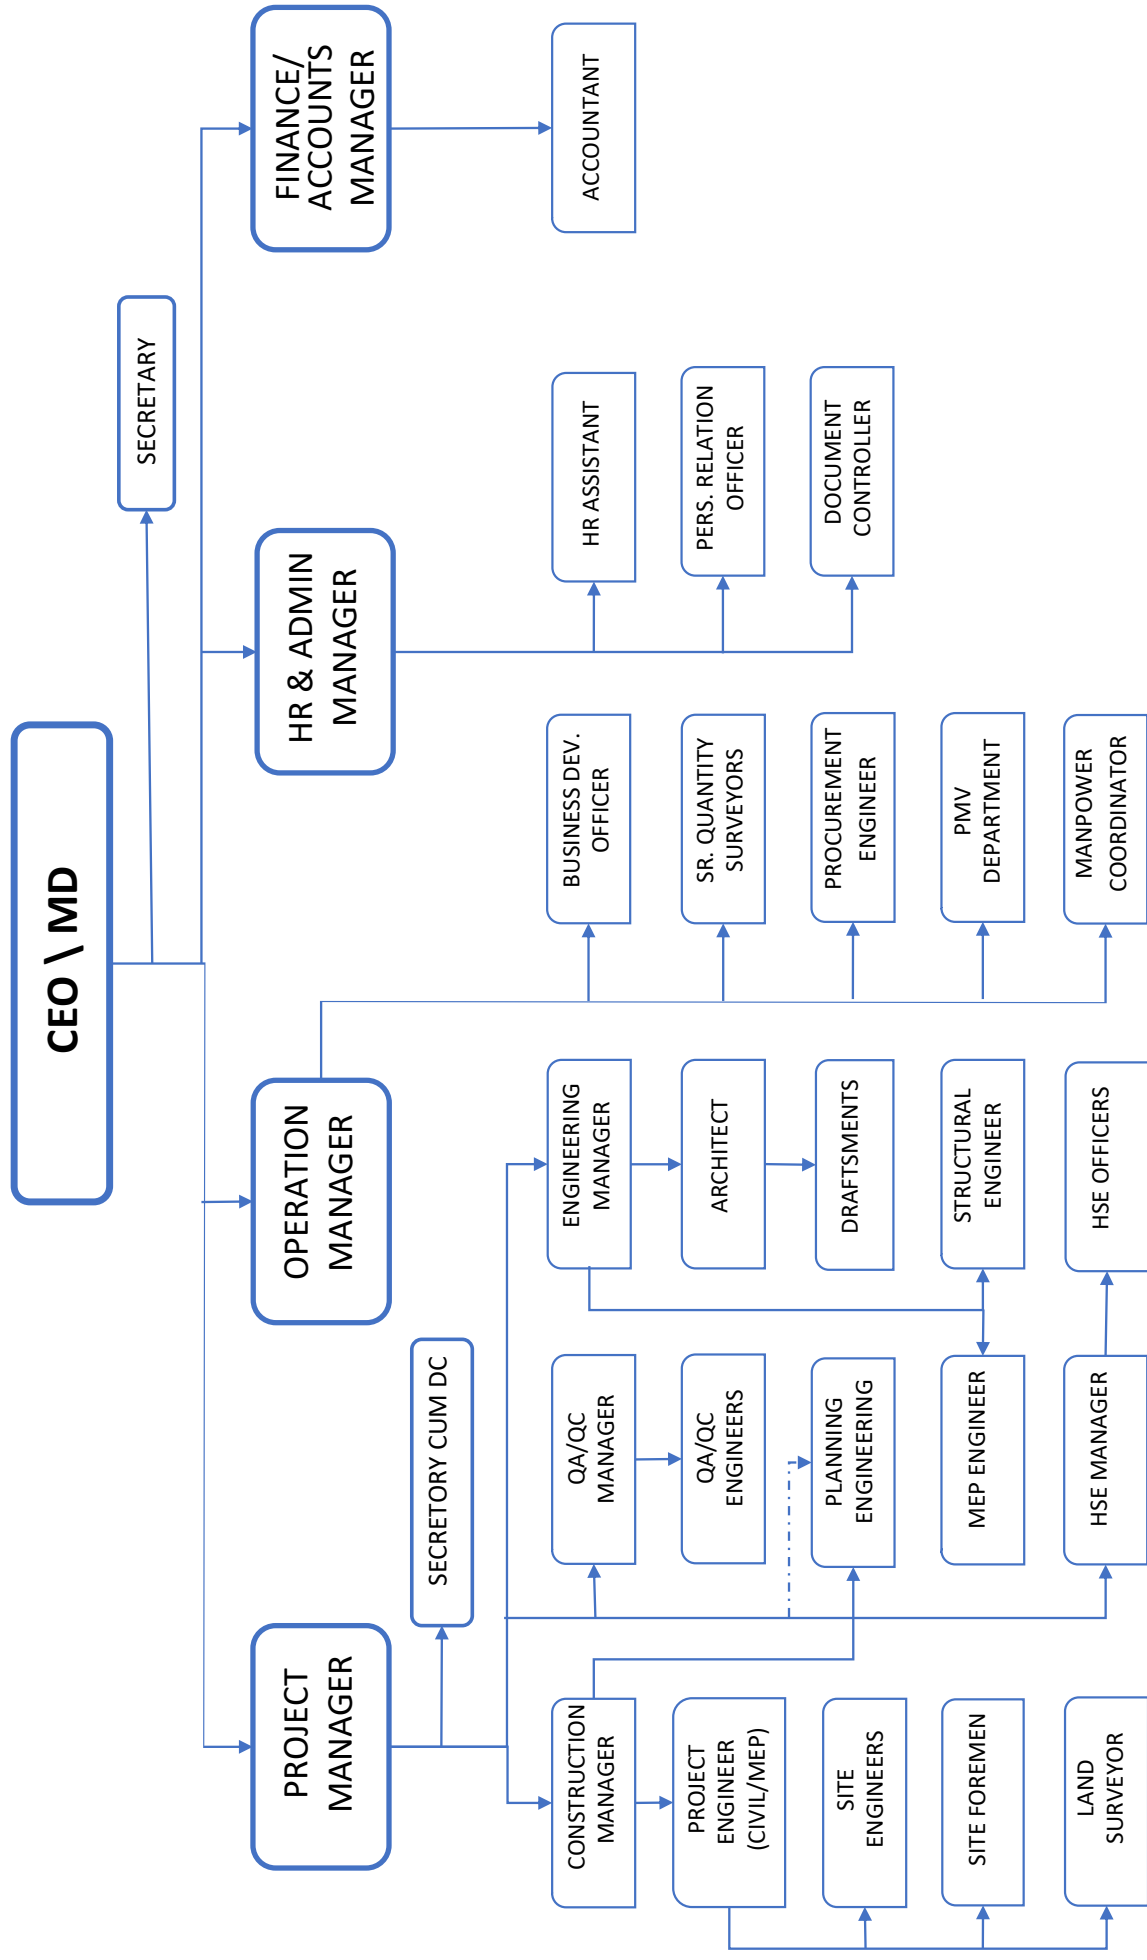 CEO \ MD
SECRETARY
PROJECT
MANAGER
OPERATION
MANAGER
HR & ADMIN
MANAGER
FINANCE/
ACCOUNTS
MANAGER
SECRETORY CUM DC
CONSTRUCTION
MANAGER
QA/QC
MANAGER
ENGINEERING
MANAGER
BUSINESS DEV.
OFFICER
HR ASSISTANT
ACCOUNTANT
PROJECT
ENGINEER
(CIVIL/MEP)
QA/QC
ENGINEERS
ARCHITECT
SR. QUANTITY
SURVEYORS
PERS. RELATION
OFFICER
SITE
ENGINEERS
PLANNING
ENGINEERING
DRAFTSMENTS
PROCUREMENT
ENGINEER
DOCUMENT
CONTROLLER
SITE FOREMEN
MEP ENGINEER
STRUCTURAL
ENGINEER
PMV
DEPARTMENT
LAND
SURVEYOR
HSE MANAGER
HSE OFFICERS
MANPOWER
COORDINATOR